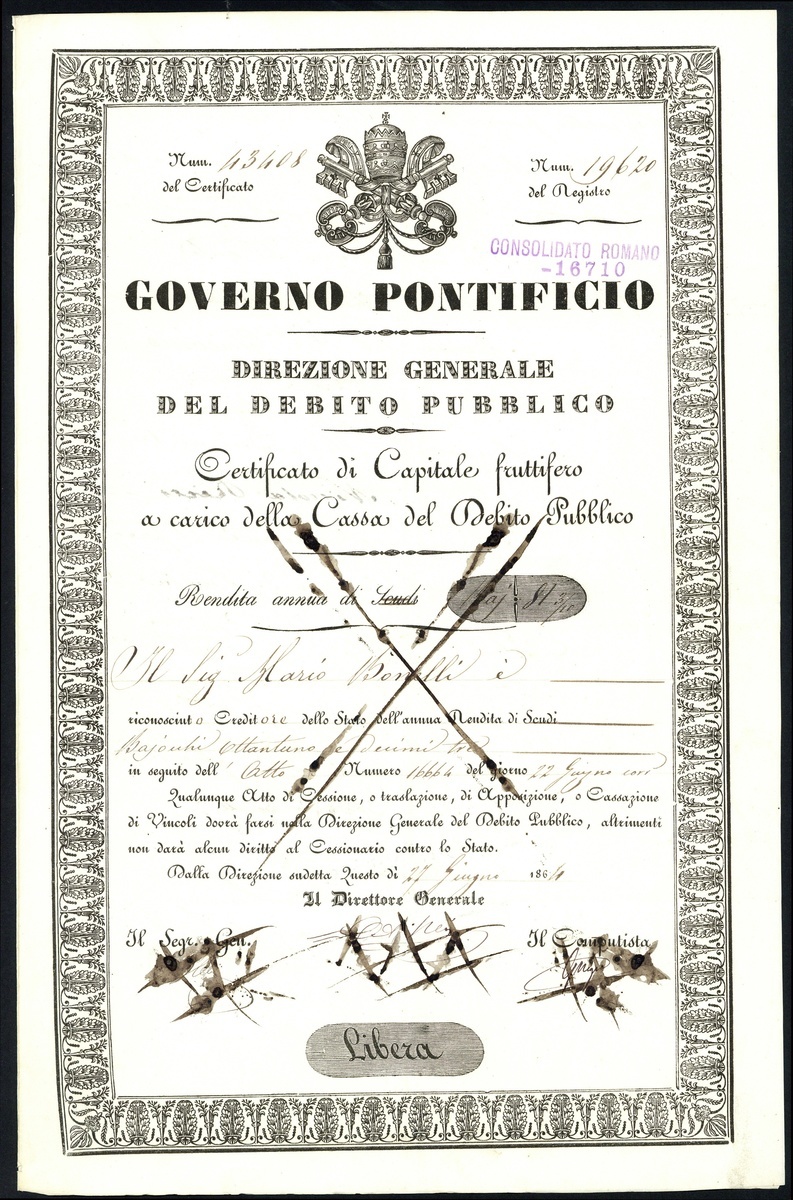 Num. 43408
del Certificato
Num. 19620
del Registro
CONSOLIDATO ROMANO
-16710
GOVERNO PONTIFICIO
DIREZIONE GENERALE
DEL DEBITO PUBBLICO
Certificato di Capitale fruttifero
a carico della Cassa del Debito Pubblico
Rendita annua di Scudi Baj 81 3/10
Il Sig Mario Bonelli è
riconosciuto Creditore dello Stato dell'annua Rendita di Scudi
Bajocchi Ottantuno e decimi tre
in seguito dell' Atto Numero 16664 del giorno 22 Giugno corr
Qualunque Atto di Cessione, o traslazione, di Apposizione, o Cassazione
di Vincoli dovrà farsi nella Direzione Generale del Debito Pubblico, altrimenti
non darà alcun diritto al Cessionario contro lo Stato.
Dalla Direzione sudetta Questo dì 27 Giugno 1864
Il Direttore Generale
Il Segr. Gen.
Il Computista
Libera